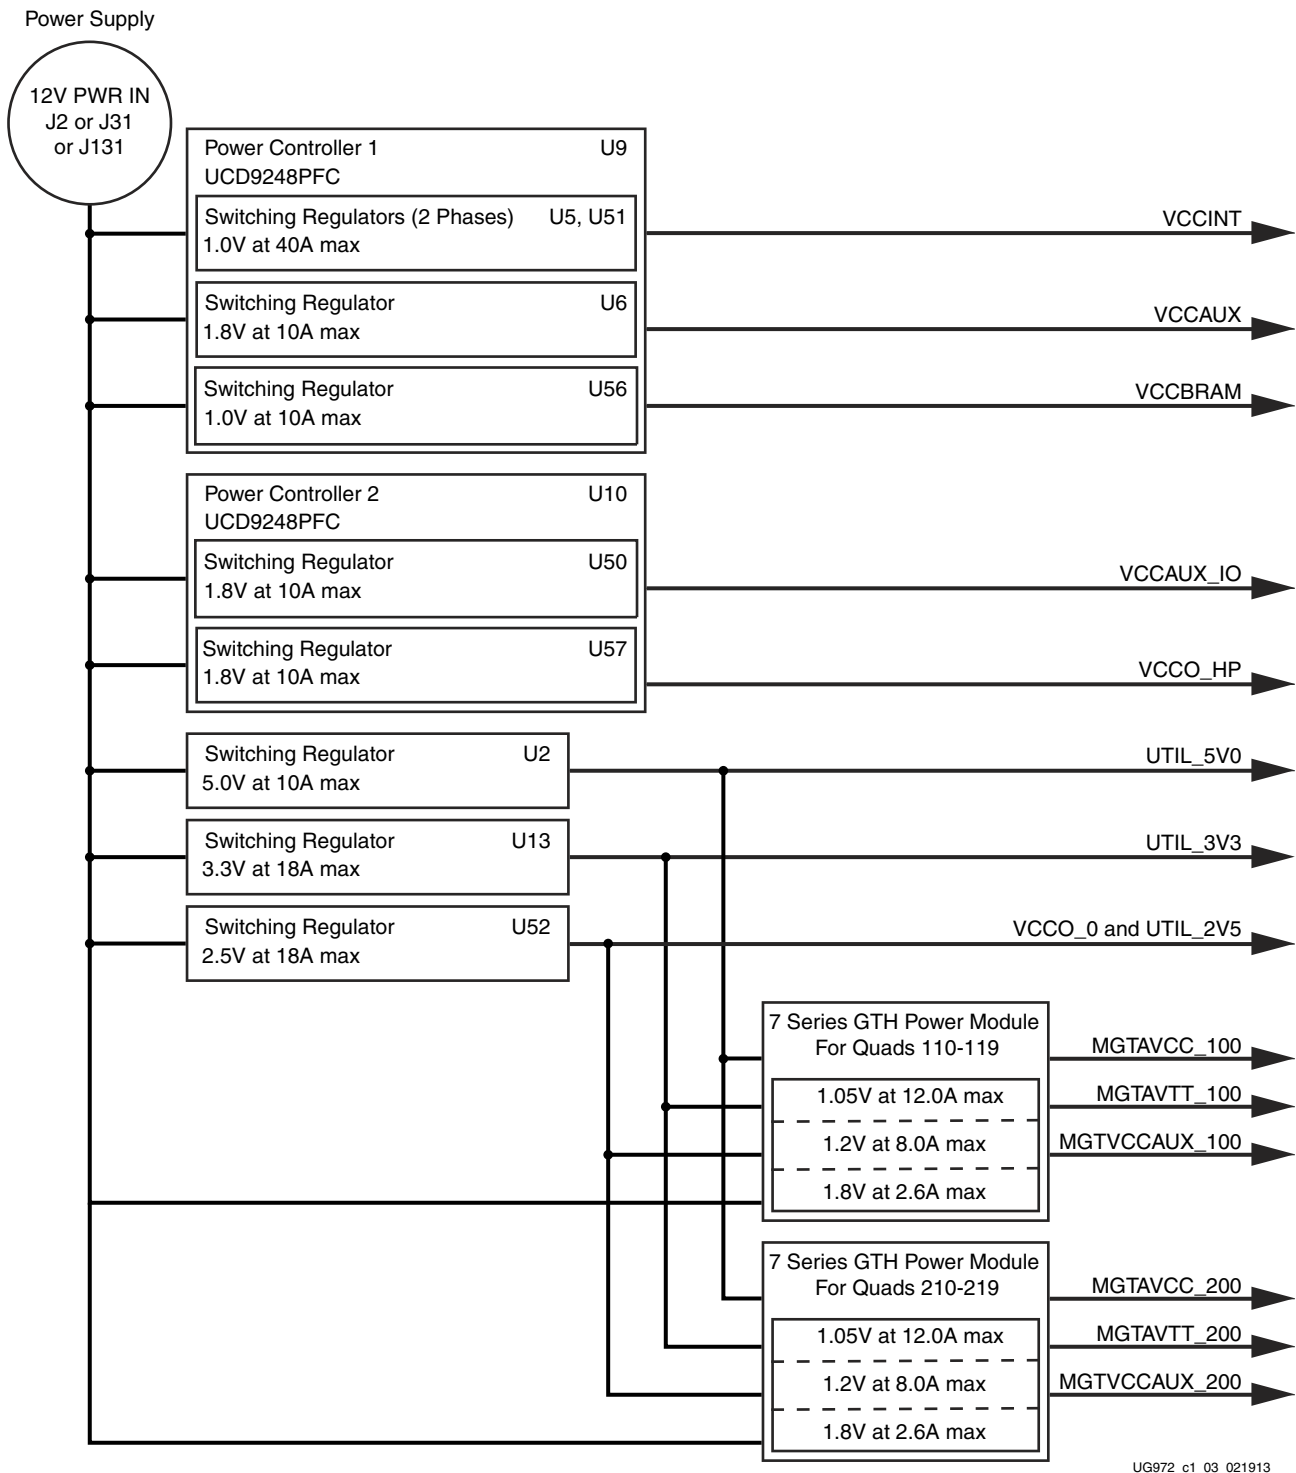 Power Supply
12V PWR IN
J2 or J31
or J131
Power Controller 1 U9
UCD9248PFC
Switching Regulators (2 Phases) U5, U51
1.0V at 40A max
VCCINT
Switching Regulator U6
1.8V at 10A max
VCCAUX
Switching Regulator U56
1.0V at 10A max
VCCBRAM
Power Controller 2 U10
UCD9248PFC
Switching Regulator U50
1.8V at 10A max
VCCAUX_IO
Switching Regulator U57
1.8V at 10A max
VCCO_HP
Switching Regulator U2
5.0V at 10A max
UTIL_5V0
Switching Regulator U13
3.3V at 18A max
UTIL_3V3
Switching Regulator U52
2.5V at 18A max
VCCO_0 and UTIL_2V5
7 Series GTH Power Module
For Quads 110-119
MGTAVCC_100
1.05V at 12.0A max
MGTAVTT_100
1.2V at 8.0A max
MGTVCCAUX_100
1.8V at 2.6A max
7 Series GTH Power Module
For Quads 210-219
MGTAVCC_200
1.05V at 12.0A max
MGTAVTT_200
1.2V at 8.0A max
MGTVCCAUX_200
1.8V at 2.6A max
UG972_c1_03_021913